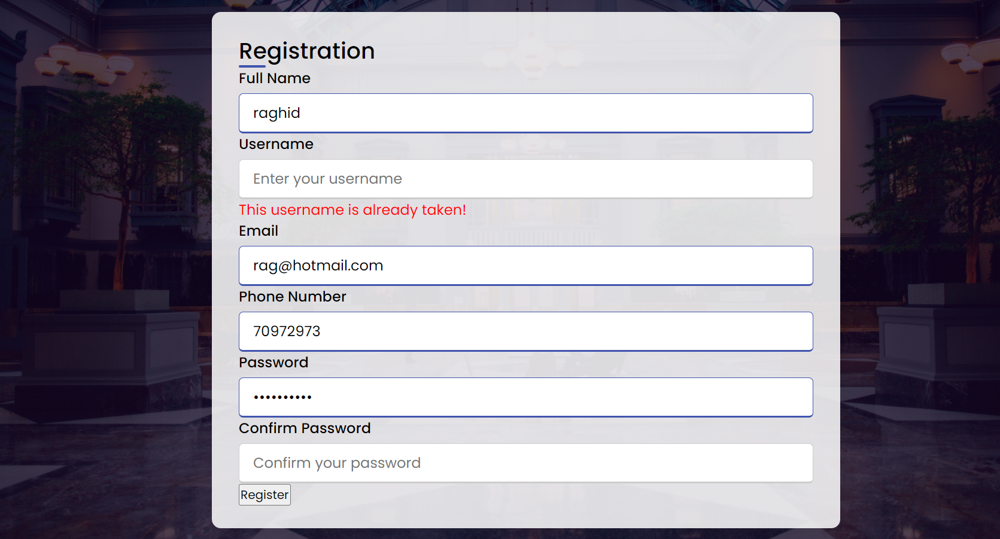 Registration
Full Name
raghid
Username
Enter your username
This username is already taken!
Email
rag@hotmail.com
Phone Number
70972973
Password
••••••••••
Confirm Password
Confirm your password
Register